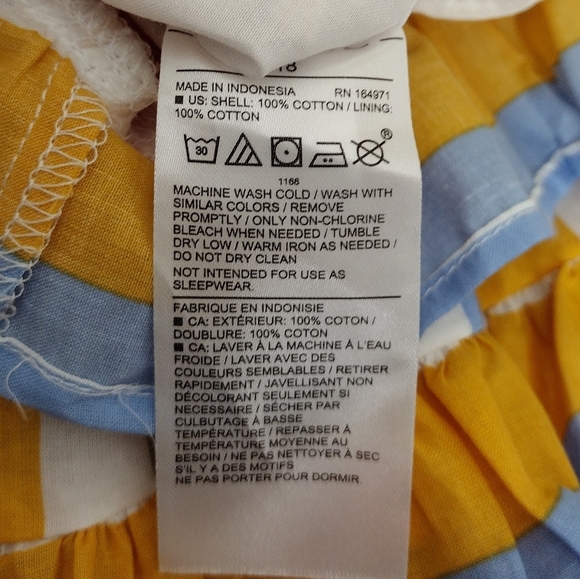 18
MADE IN INDONESIA RN 164971
US: SHELL: 100% COTTON / LINING:
100% COTTON
30
®
1166
MACHINE WASH COLD / WASH WITH
SIMILAR COLORS / REMOVE
PROMPTLY / ONLY NON-CHLORINE
BLEACH WHEN NEEDED / TUMBLE
DRY LOW / WARM IRON AS NEEDED /
DO NOT DRY CLEAN
NOT INTENDED FOR USE AS
SLEEPWEAR.
FABRIQUE EN INDONISIE
CA: EXTÉRIEUR: 100% COTON /
DOUBLURE: 100% COTON
CA: LAVER À LA MACHINE À L'EAU
FROIDE / LAVER AVEC DES
COULEURS SEMBLABLES / RETIRER
RAPIDEMENT / JAVELLISANT NON
DÉCOLORANT SEULEMENT SI
NECESSAIRE / SÉCHER PAR
CULBUTAGE À BASSE
TEMPÉRATURE / REPASSER À
TEMPÉRATURE MOYENNE AU
BESOIN / NE PAS NETTOYER À SEC
S'IL Y A DES MOTIFS
NE PAS PORTER POUR DORMIR